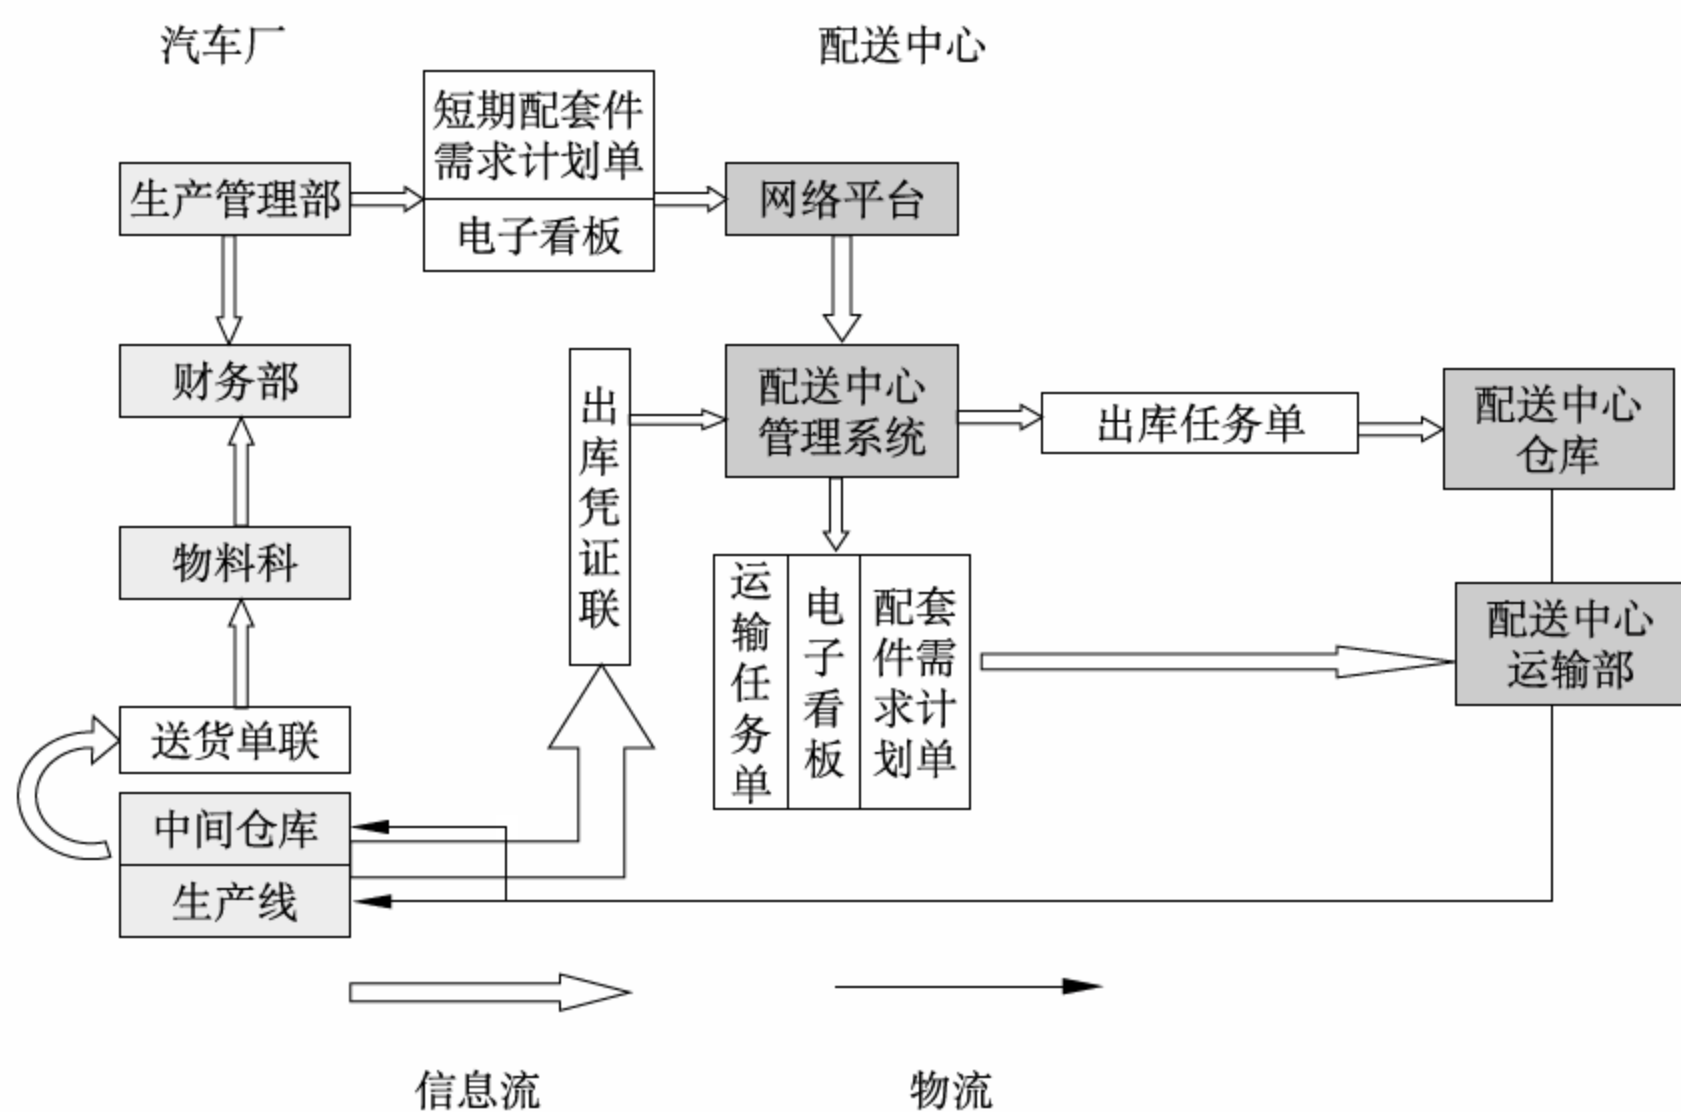 汽车厂
配送中心
短期配套件
需求计划单
生产管理部
网络平台
电子看板
财务部
出库凭证联
配送中心
管理系统
出库任务单
配送中心
仓库
物料科
运输任务单
电子看板
配套
件需
求计
划单
配送中心
运输部
送货单联
中间仓库
生产线
信息流
物流